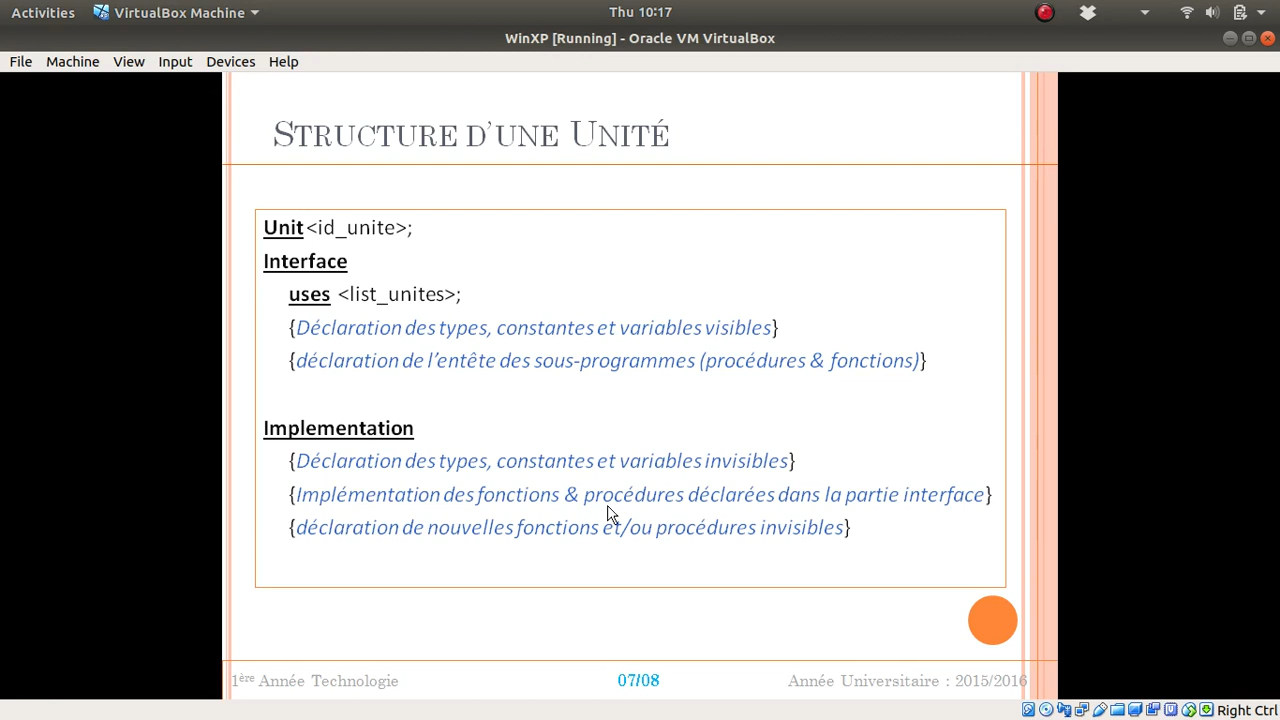 Activities VirtualBox Machine Thu 10:17
WinXP [Running] - Oracle VM VirtualBox
File Machine View Input Devices Help
STRUCTURE D'UNE UNITÉ
Unit <id_unite>;
Interface
uses <list_unites>;
{Déclaration des types, constantes et variables visibles}
{déclaration de l'entête des sous-programmes (procédures & fonctions)}
Implementation
{Déclaration des types, constantes et variables invisibles}
{Implémentation des fonctions & procédures déclarées dans la partie interface}
{déclaration de nouvelles fonctions et/ou procédures invisibles}
1ère Année Technologie 07/08 Année Universitaire : 2015/2016
Right Ctrl